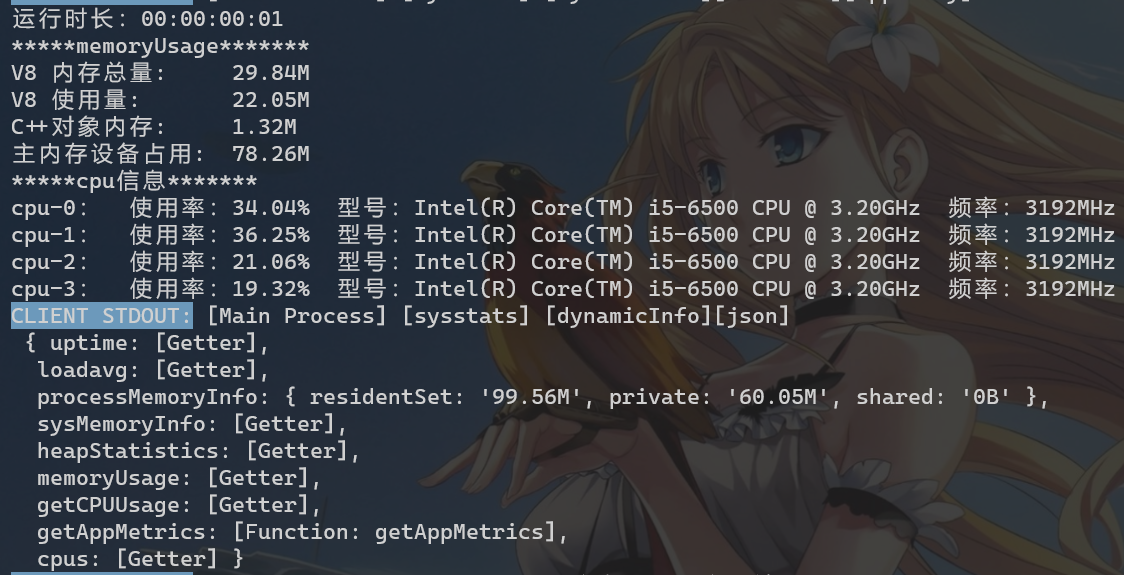 运行时长: 00:00:00:01
*****memoryUsage*******
V8 内存总量:     29.84M
V8 使用量:       22.05M
C++对象内存:     1.32M
主内存设备占用:  78.26M
*****cpu信息*******
cpu-0:   使用率: 34.04%  型号: Intel(R) Core(TM) i5-6500 CPU @ 3.20GHz  频率: 3192MHz
cpu-1:   使用率: 36.25%  型号: Intel(R) Core(TM) i5-6500 CPU @ 3.20GHz  频率: 3192MHz
cpu-2:   使用率: 21.06%  型号: Intel(R) Core(TM) i5-6500 CPU @ 3.20GHz  频率: 3192MHz
cpu-3:   使用率: 19.32%  型号: Intel(R) Core(TM) i5-6500 CPU @ 3.20GHz  频率: 3192MHz
CLIENT STDOUT: [Main Process] [sysstats] [dynamicInfo][json]
 { uptime: [Getter],
  loadavg: [Getter],
  processMemoryInfo: { residentSet: '99.56M', private: '60.05M', shared: '0B' },
  sysMemoryInfo: [Getter],
  heapStatistics: [Getter],
  memoryUsage: [Getter],
  getCPUUsage: [Getter],
  getAppMetrics: [Function: getAppMetrics],
  cpus: [Getter] }